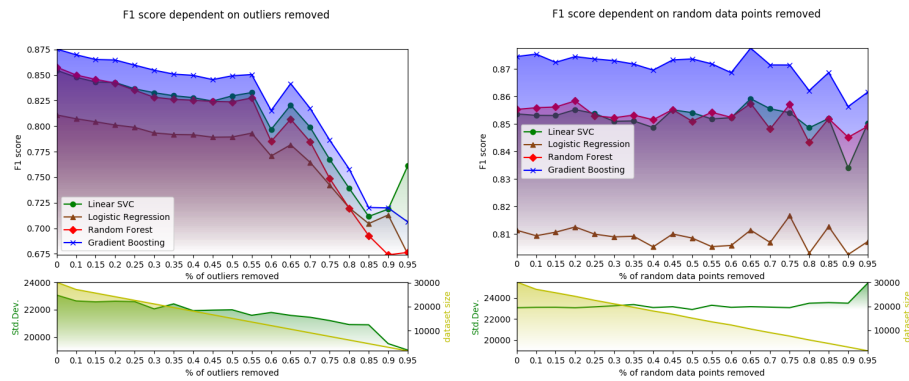 F1 score dependent on outliers removed
0.875
0.850
0.825
0.800
0.775
0.750
0.725
0.700
0.675
F1 score
Linear SVC
Logistic Regression
Random Forest
Gradient Boosting
0 0.1 0.15 0.2 0.25 0.3 0.35 0.4 0.45 0.5 0.55 0.6 0.65 0.7 0.75 0.8 0.85 0.9 0.95
% of outliers removed
24000
22000
20000
Std.Dev.
30000
20000
10000
dataset size
0 0.1 0.15 0.2 0.25 0.3 0.35 0.4 0.45 0.5 0.55 0.6 0.65 0.7 0.75 0.8 0.85 0.9 0.95
% of outliers removed
F1 score dependent on random data points removed
0.87
0.86
0.85
0.84
0.83
0.82
0.81
F1 score
Linear SVC
Logistic Regression
Random Forest
Gradient Boosting
0 0.1 0.15 0.2 0.25 0.3 0.35 0.4 0.45 0.5 0.55 0.6 0.65 0.7 0.75 0.8 0.85 0.9 0.95
% of random data points removed
24000
22000
20000
Std.Dev.
30000
20000
10000
dataset size
0 0.1 0.15 0.2 0.25 0.3 0.35 0.4 0.45 0.5 0.55 0.6 0.65 0.7 0.75 0.8 0.85 0.9 0.95
% of random data points removed